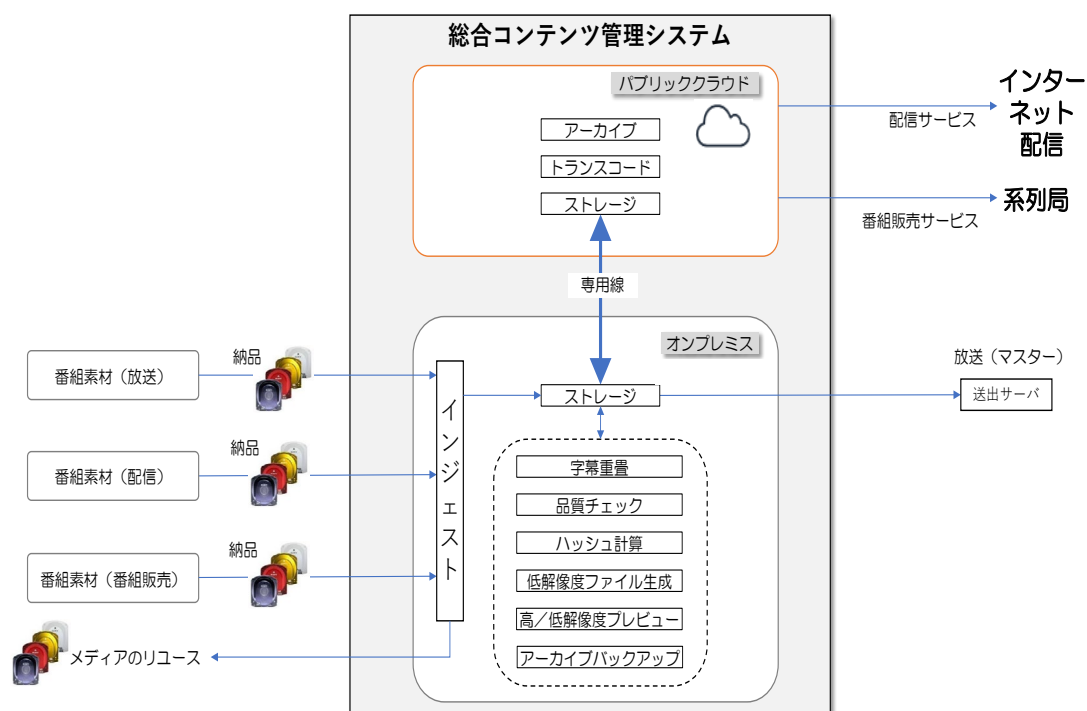 総合コンテンツ管理システム
パブリッククラウド
アーカイブ
トランスコード
ストレージ
配信サービス
インター
ネット
配信
番組販売サービス
系列局
専用線
オンプレミス
番組素材（放送）
納品
番組素材（配信）
納品
番組素材（番組販売）
納品
メディアのリユース
インジェスト
ストレージ
字幕重畳
品質チェック
ハッシュ計算
低解像度ファイル生成
高／低解像度プレビュー
アーカイブバックアップ
放送（マスター）
送出サーバ